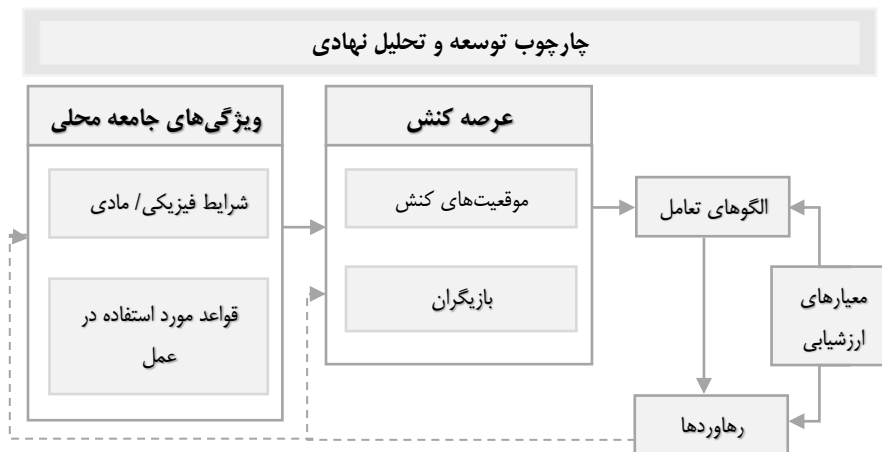 چارچوب توسعه و تحلیل نهادی
ویژگی‌های جامعه محلی
شرایط فیزیکی/ مادی
قواعد مورد استفاده در
عمل
عرصه کنش
موقعیت‌های کنش
بازیگران
الگوهای تعامل
معیارهای
ارزشیابی
رهاوردها